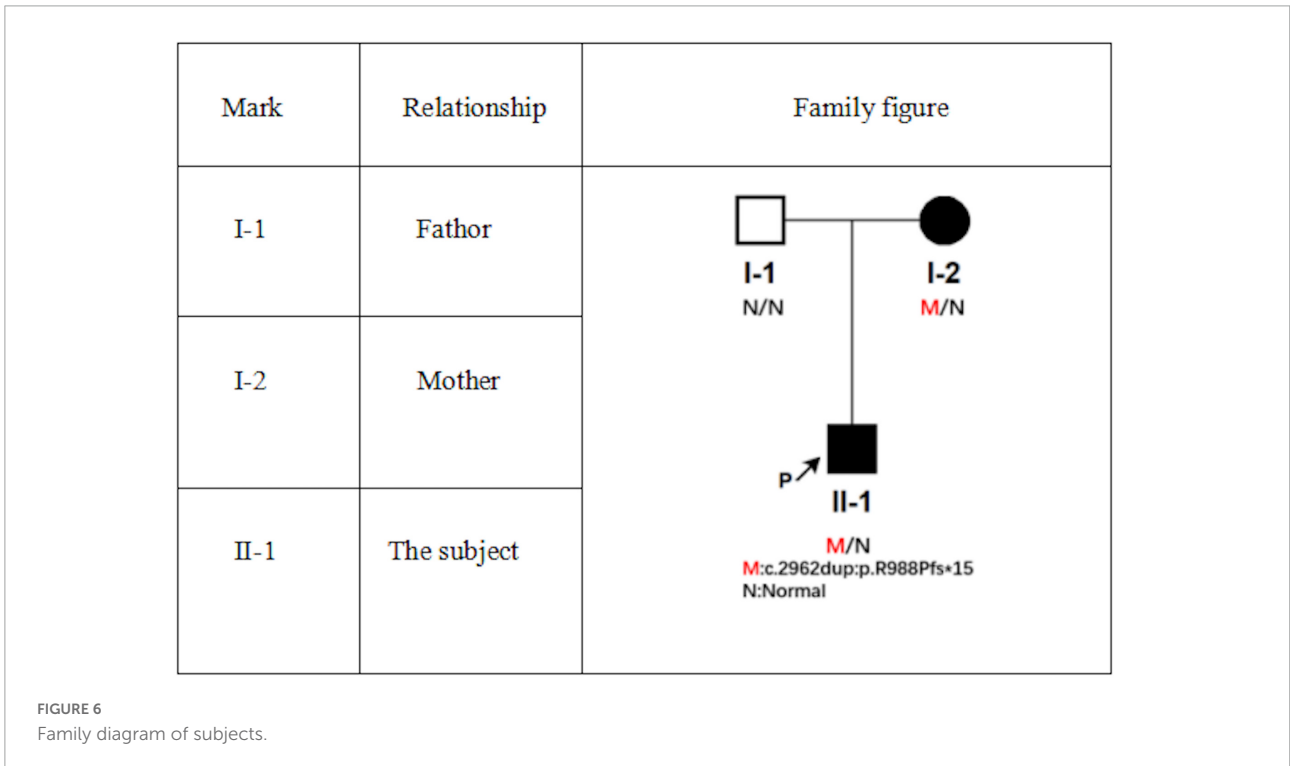 Mark Relationship Family figure
I-1 Fathor
I-2 Mother
II-1 The subject
I-1 I-2
N/N M/N
P
II-1
M/N
M:c.2962dup:p.R988Pfs*15
N:Normal
FIGURE 6
Family diagram of subjects.